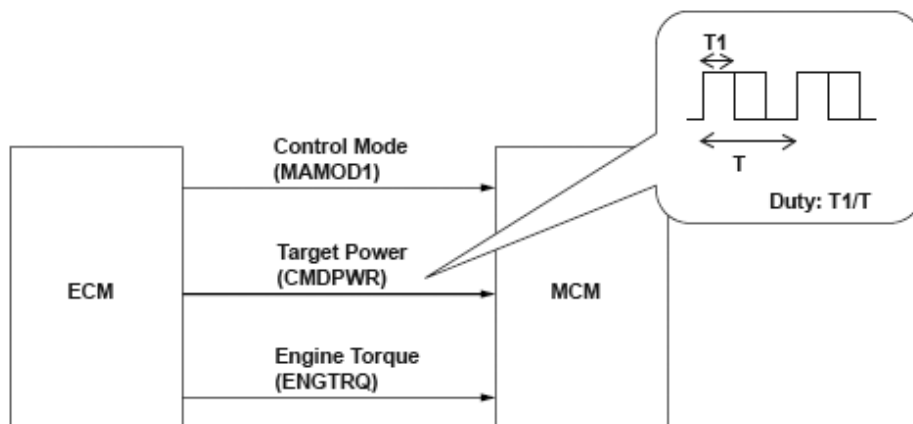 T1
T
Duty: T1/T
Control Mode
(MAMOD1)
Target Power
(CMDPWR)
ECM
MCM
Engine Torque
(ENGTRQ)